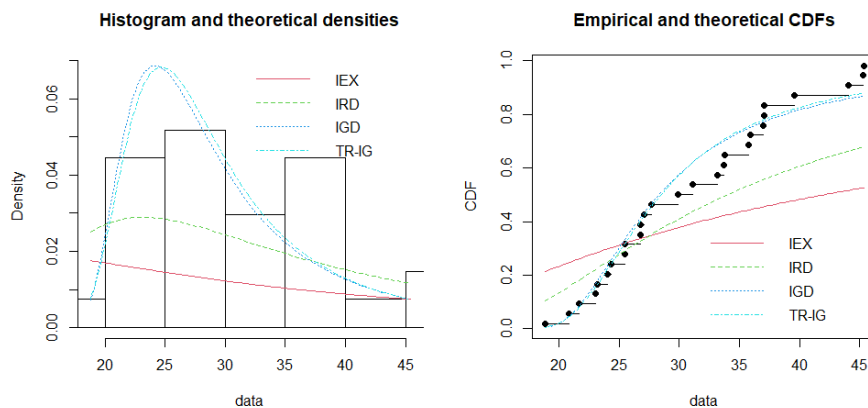 Histogram and theoretical densities
Density
0.00
0.02
0.04
0.06
IEX
IRD
IGD
TR-IG
20
25
30
35
40
45
data
Empirical and theoretical CDFs
CDF
0.0
0.2
0.4
0.6
0.8
1.0
IEX
IRD
IGD
TR-IG
20
25
30
35
40
45
data